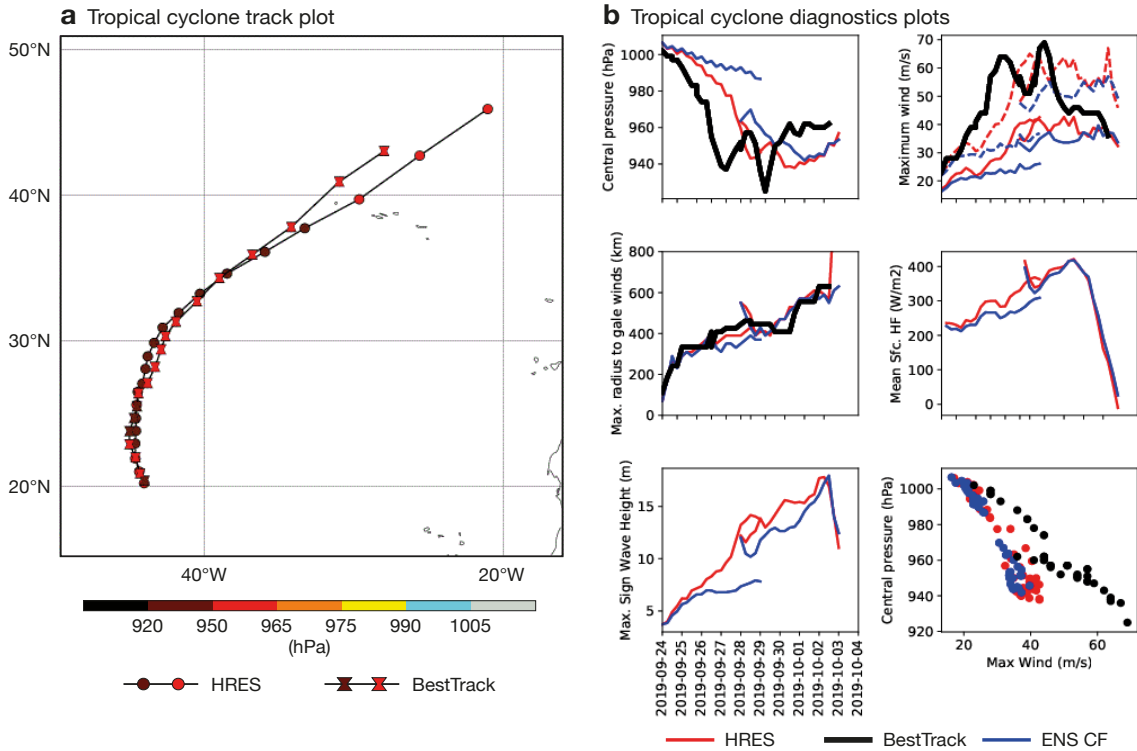 a Tropical cyclone track plot
50°N
40°N
30°N
20°N
40°W
20°W
920 950 965 975 990 1005
(hPa)
HRES
BestTrack
b Tropical cyclone diagnostics plots
Central pressure (hPa)
1000
980
960
940
Maximum wind (m/s)
70
60
50
40
30
20
Max. radius to gale winds (km)
800
600
400
200
0
Mean Sfc. HF (W/m2)
400
300
200
100
0
Max. Sign Wave Height (m)
15
10
5
2019-09-24
2019-09-25
2019-09-26
2019-09-27
2019-09-28
2019-09-29
2019-09-30
2019-10-01
2019-10-02
2019-10-03
2019-10-04
Central pressure (hPa)
1000
980
960
940
920
20 40 60
Max Wind (m/s)
HRES
BestTrack
ENS CF